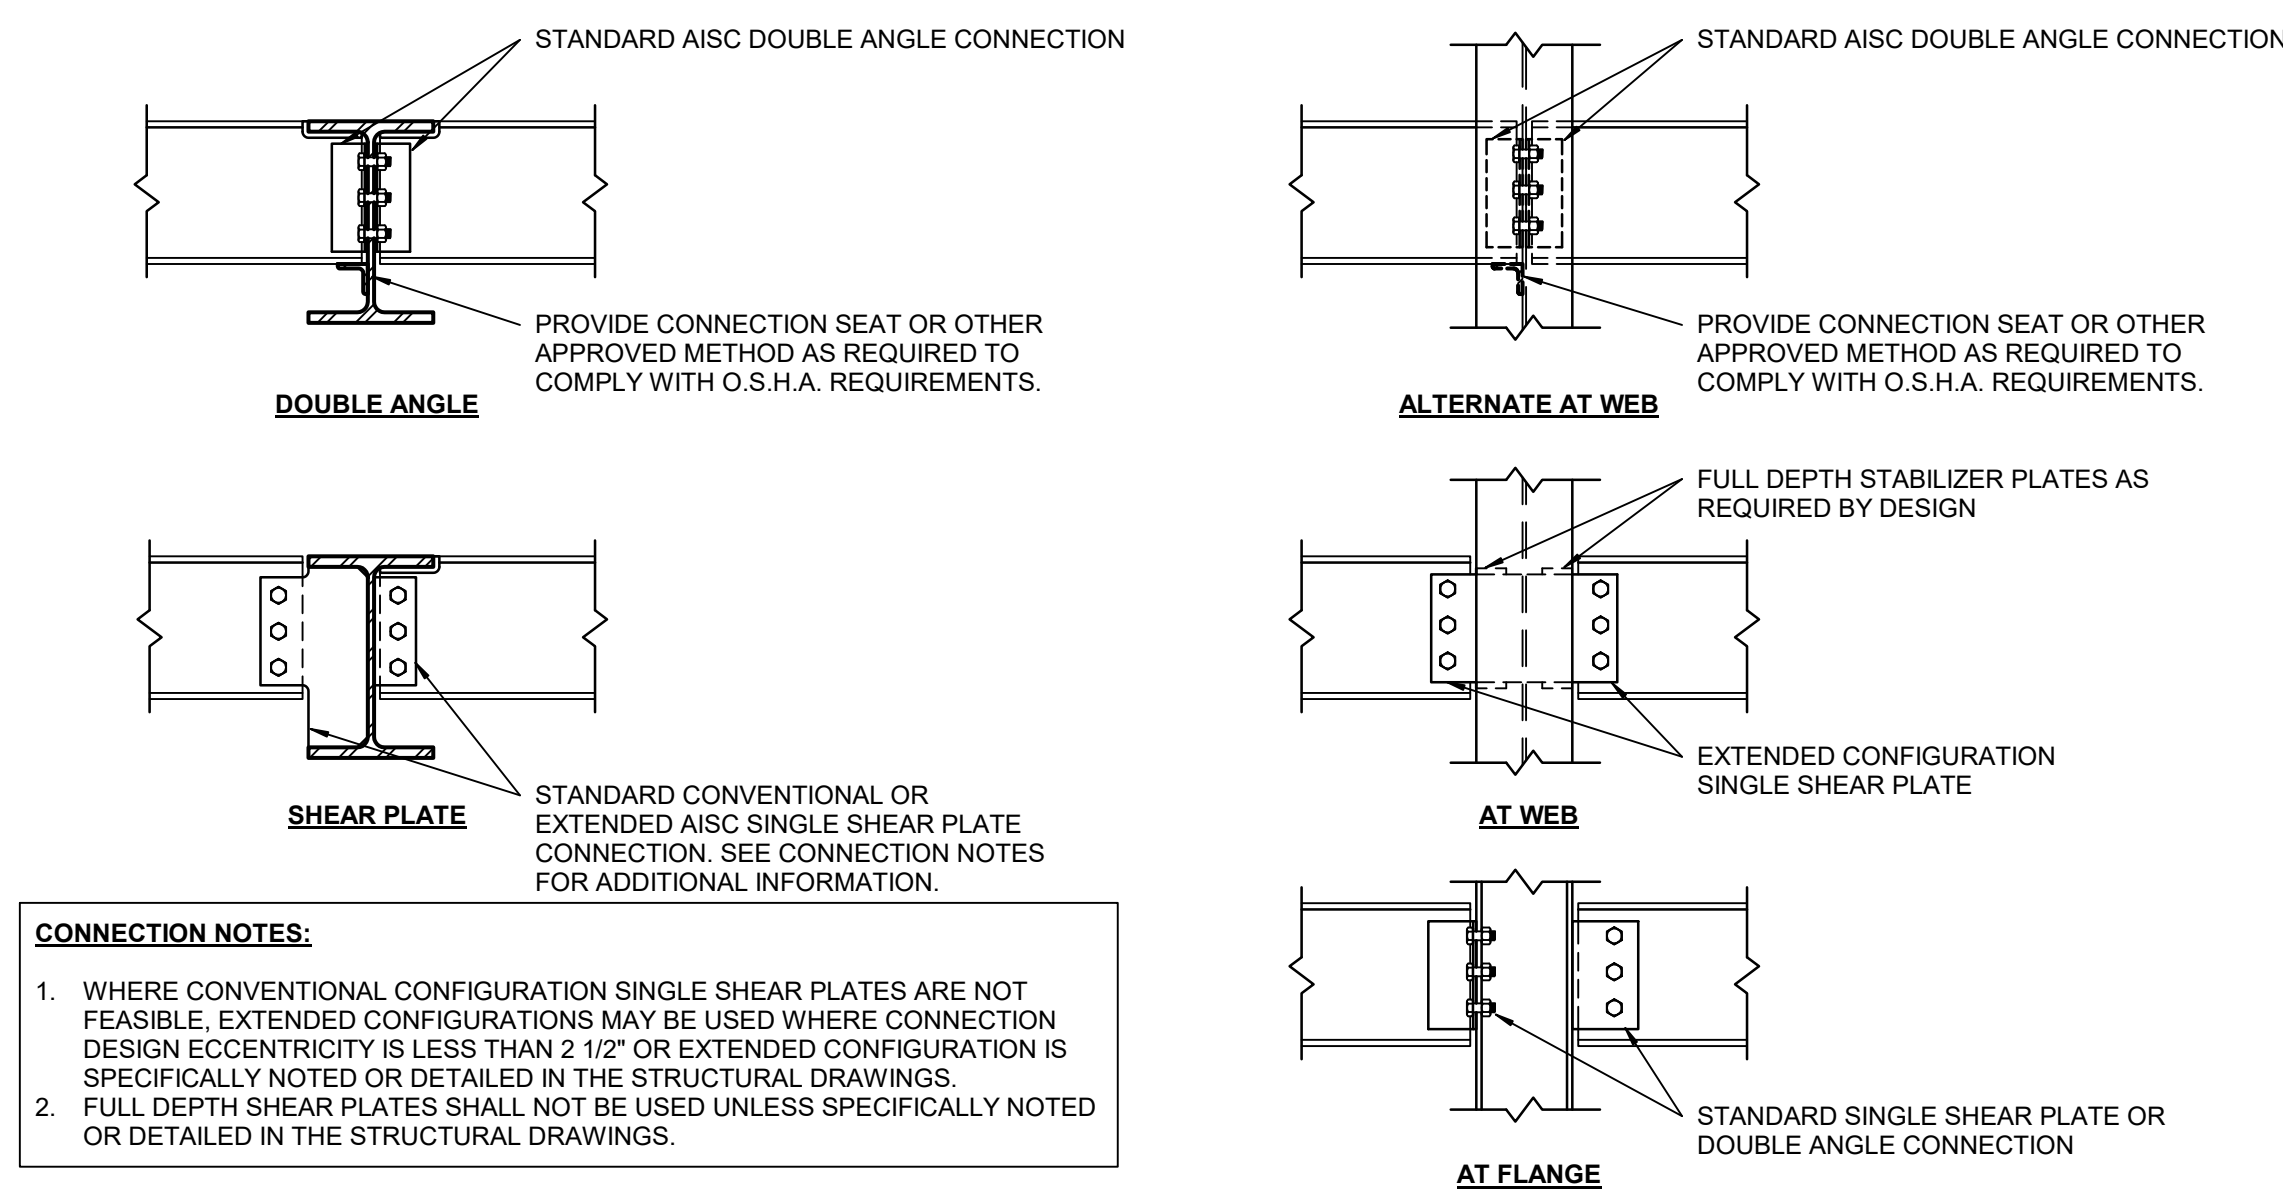 STANDARD AISC DOUBLE ANGLE CONNECTION
PROVIDE CONNECTION SEAT OR OTHER
APPROVED METHOD AS REQUIRED TO
COMPLY WITH O.S.H.A. REQUIREMENTS.
DOUBLE ANGLE
STANDARD CONVENTIONAL OR
EXTENDED AISC SINGLE SHEAR PLATE
CONNECTION. SEE CONNECTION NOTES
FOR ADDITIONAL INFORMATION.
SHEAR PLATE
CONNECTION NOTES:
1. WHERE CONVENTIONAL CONFIGURATION SINGLE SHEAR PLATES ARE NOT
FEASIBLE, EXTENDED CONFIGURATIONS MAY BE USED WHERE CONNECTION
DESIGN ECCENTRICITY IS LESS THAN 2 1/2" OR EXTENDED CONFIGURATION IS
SPECIFICALLY NOTED OR DETAILED IN THE STRUCTURAL DRAWINGS.
2. FULL DEPTH SHEAR PLATES SHALL NOT BE USED UNLESS SPECIFICALLY NOTED
OR DETAILED IN THE STRUCTURAL DRAWINGS.
STANDARD AISC DOUBLE ANGLE CONNECTION
PROVIDE CONNECTION SEAT OR OTHER
APPROVED METHOD AS REQUIRED TO
COMPLY WITH O.S.H.A. REQUIREMENTS.
ALTERNATE AT WEB
FULL DEPTH STABILIZER PLATES AS
REQUIRED BY DESIGN
EXTENDED CONFIGURATION
SINGLE SHEAR PLATE
AT WEB
STANDARD SINGLE SHEAR PLATE OR
DOUBLE ANGLE CONNECTION
AT FLANGE